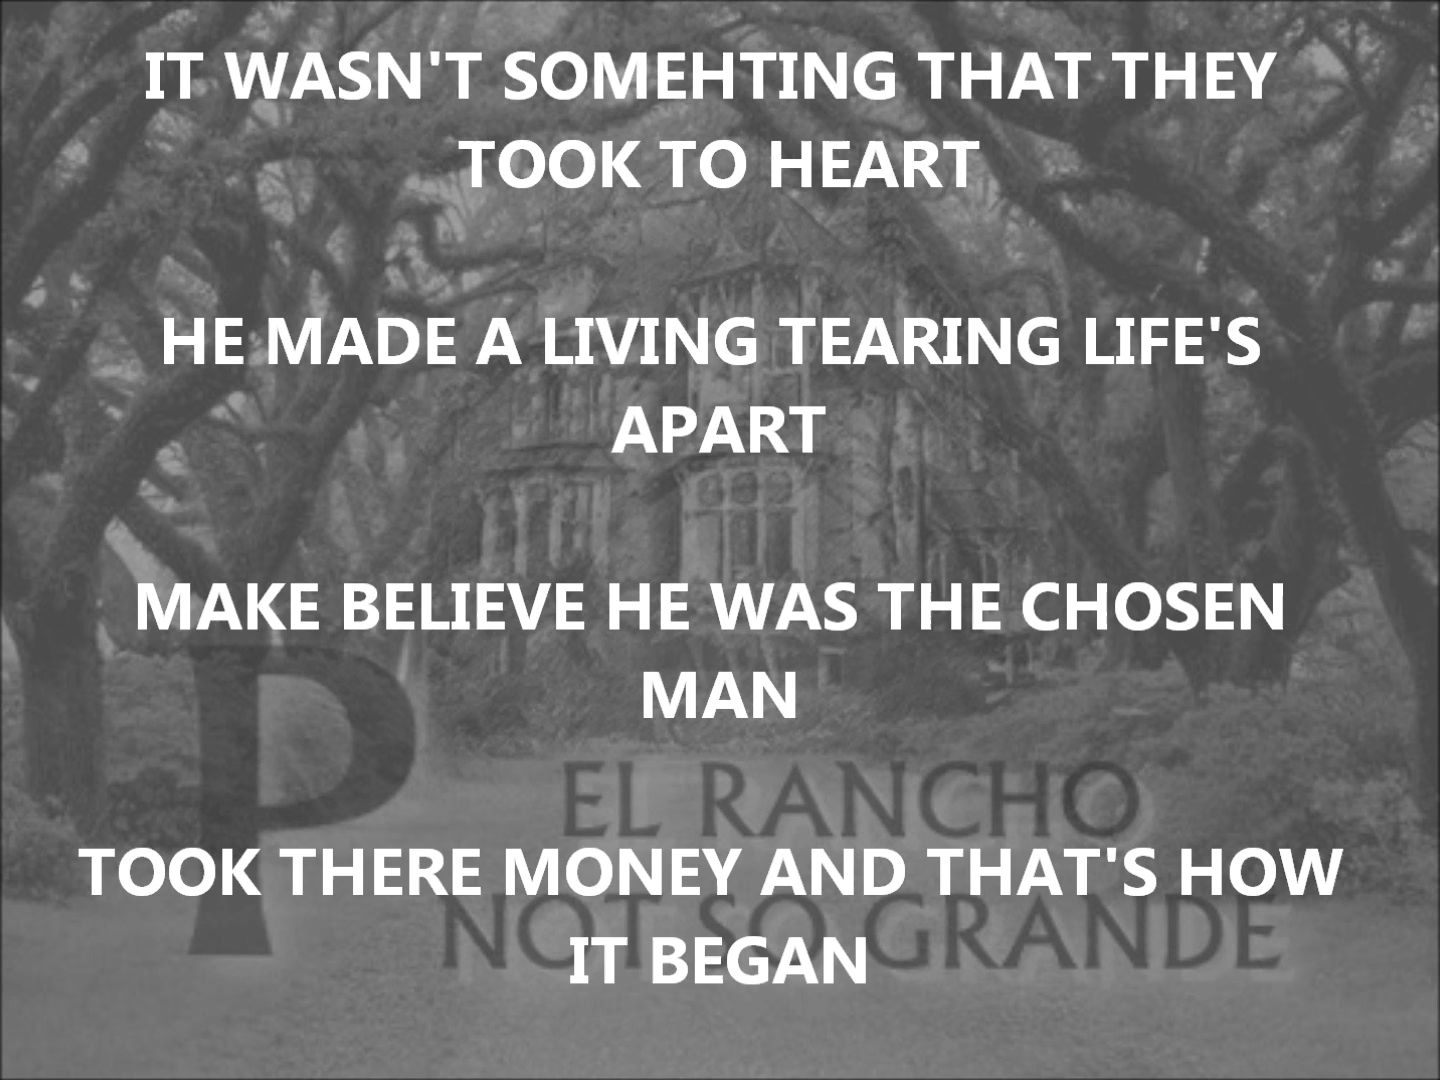 IT WASN'T SOMEHTING THAT THEY
TOOK TO HEART
HE MADE A LIVING TEARING LIFE'S
APART
MAKE BELIEVE HE WAS THE CHOSEN
MAN
P
EL RANCHO
TOOK THERE MONEY AND THAT'S HOW
NOT SO GRANDE
IT BEGAN